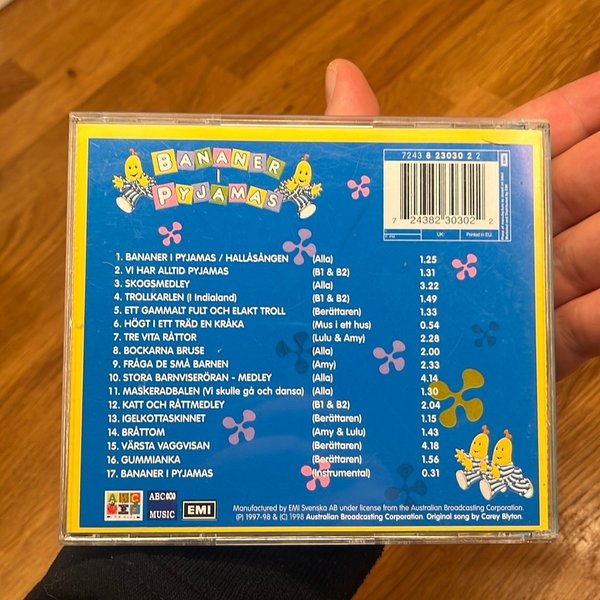 BANANER
I
PYJAMAS
7243 8 23030 2 2
7 24382 30302 2
UK: Printed in EU
1. BANANER I PYJAMAS / HALLÅSÅNGEN (Alla) 1.25
2. VI HAR ALLTID PYJAMAS (B1 & B2) 1.31
3. SKOGSMEDLEY (Alla) 3.22
4. TROLLKARLEN (i Indialand) (B1 & B2) 1.49
5. ETT GAMMALT FULT OCH ELAKT TROLL (Berättaren) 1.33
6. HÖGT I ETT TRÄD EN KRÅKA (Mus i ett hus) 0.54
7. TRE VITA RÅTTOR (Lulu & Amy) 2.28
8. BOCKARNA BRUSE (Alla) 2.00
9. FRÅGA DE SMÅ BARNEN (Amy) 2.33
10. STORA BARNVISERÖRAN - MEDLEY (Alla) 4.14
11. MASKERADBALEN (Vi skulle gå och dansa) (Alla) 1.30
12. KATT OCH RÅTTMEDLEY (B1 & B2) 2.04
13. IGELKOTTASKINNET (Berättaren) 1.15
14. BRÅTTOM (Amy & Lulu) 1.43
15. VÄRSTA VAGGVISAN (Berättaren) 4.18
16. GUMMIANKA (Berättaren) 1.56
17. BANANER I PYJAMAS (Instrumental) 0.31
ABC
ABC MUSIC
EMI
Manufactured by EMI Svenska AB under license from the Australian Broadcasting Corporation.
(P) 1997-98 & (C) 1998 Australian Broadcasting Corporation. Original song by Carey Blyton.